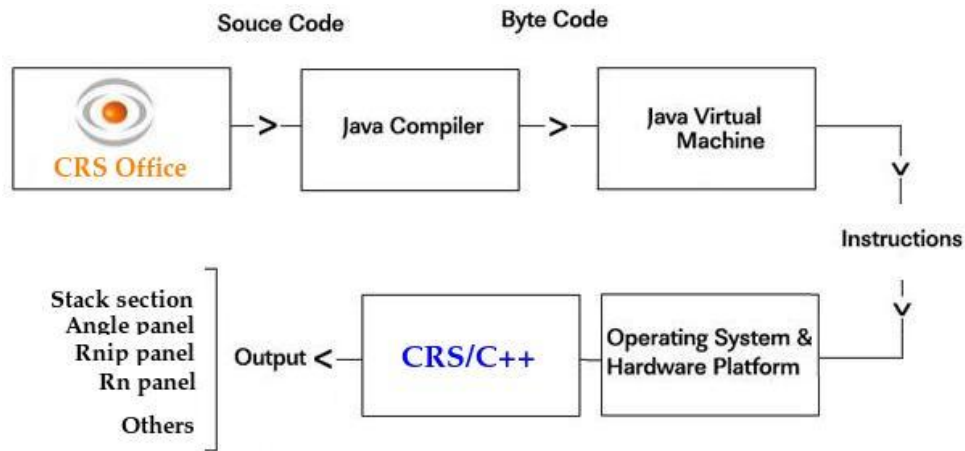 Souce Code
Byte Code
CRS Office
Java Compiler
Java Virtual
Machine
Instructions
Operating System &
Hardware Platform
CRS/C++
Output
Stack section
Angle panel
Rnip panel
Rn panel
Others